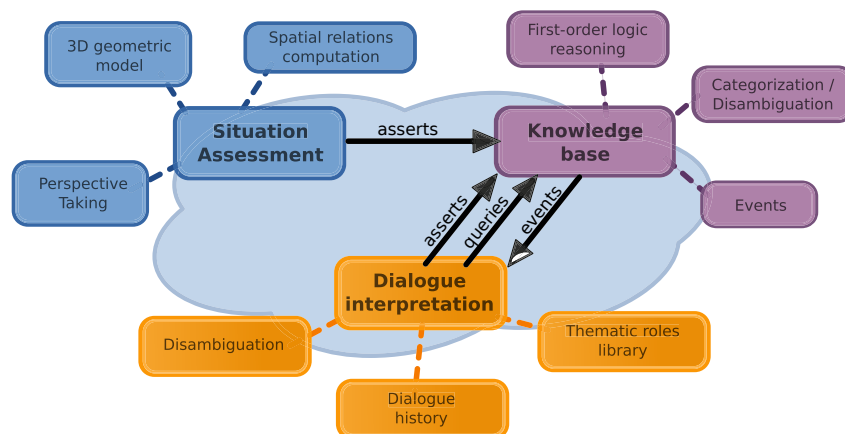 3D geometric
model
Spatial relations
computation
First-order logic
reasoning
Categorization /
Disambiguation
Situation
Assessment
asserts
Knowledge
base
Perspective
Taking
Events
asserts
queries
events
Dialogue
interpretation
Disambiguation
Thematic roles
library
Dialogue
history